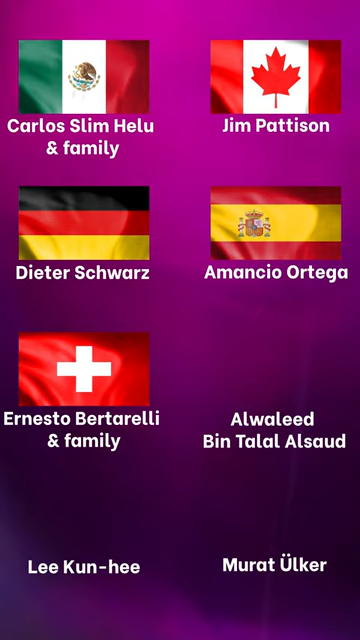 Carlos Slim Helu
& family
Jim Pattison
Dieter Schwarz
Amancio Ortega
Ernesto Bertarelli
& family
Alwaleed
Bin Talal Alsaud
Lee Kun-hee
Murat Ülker